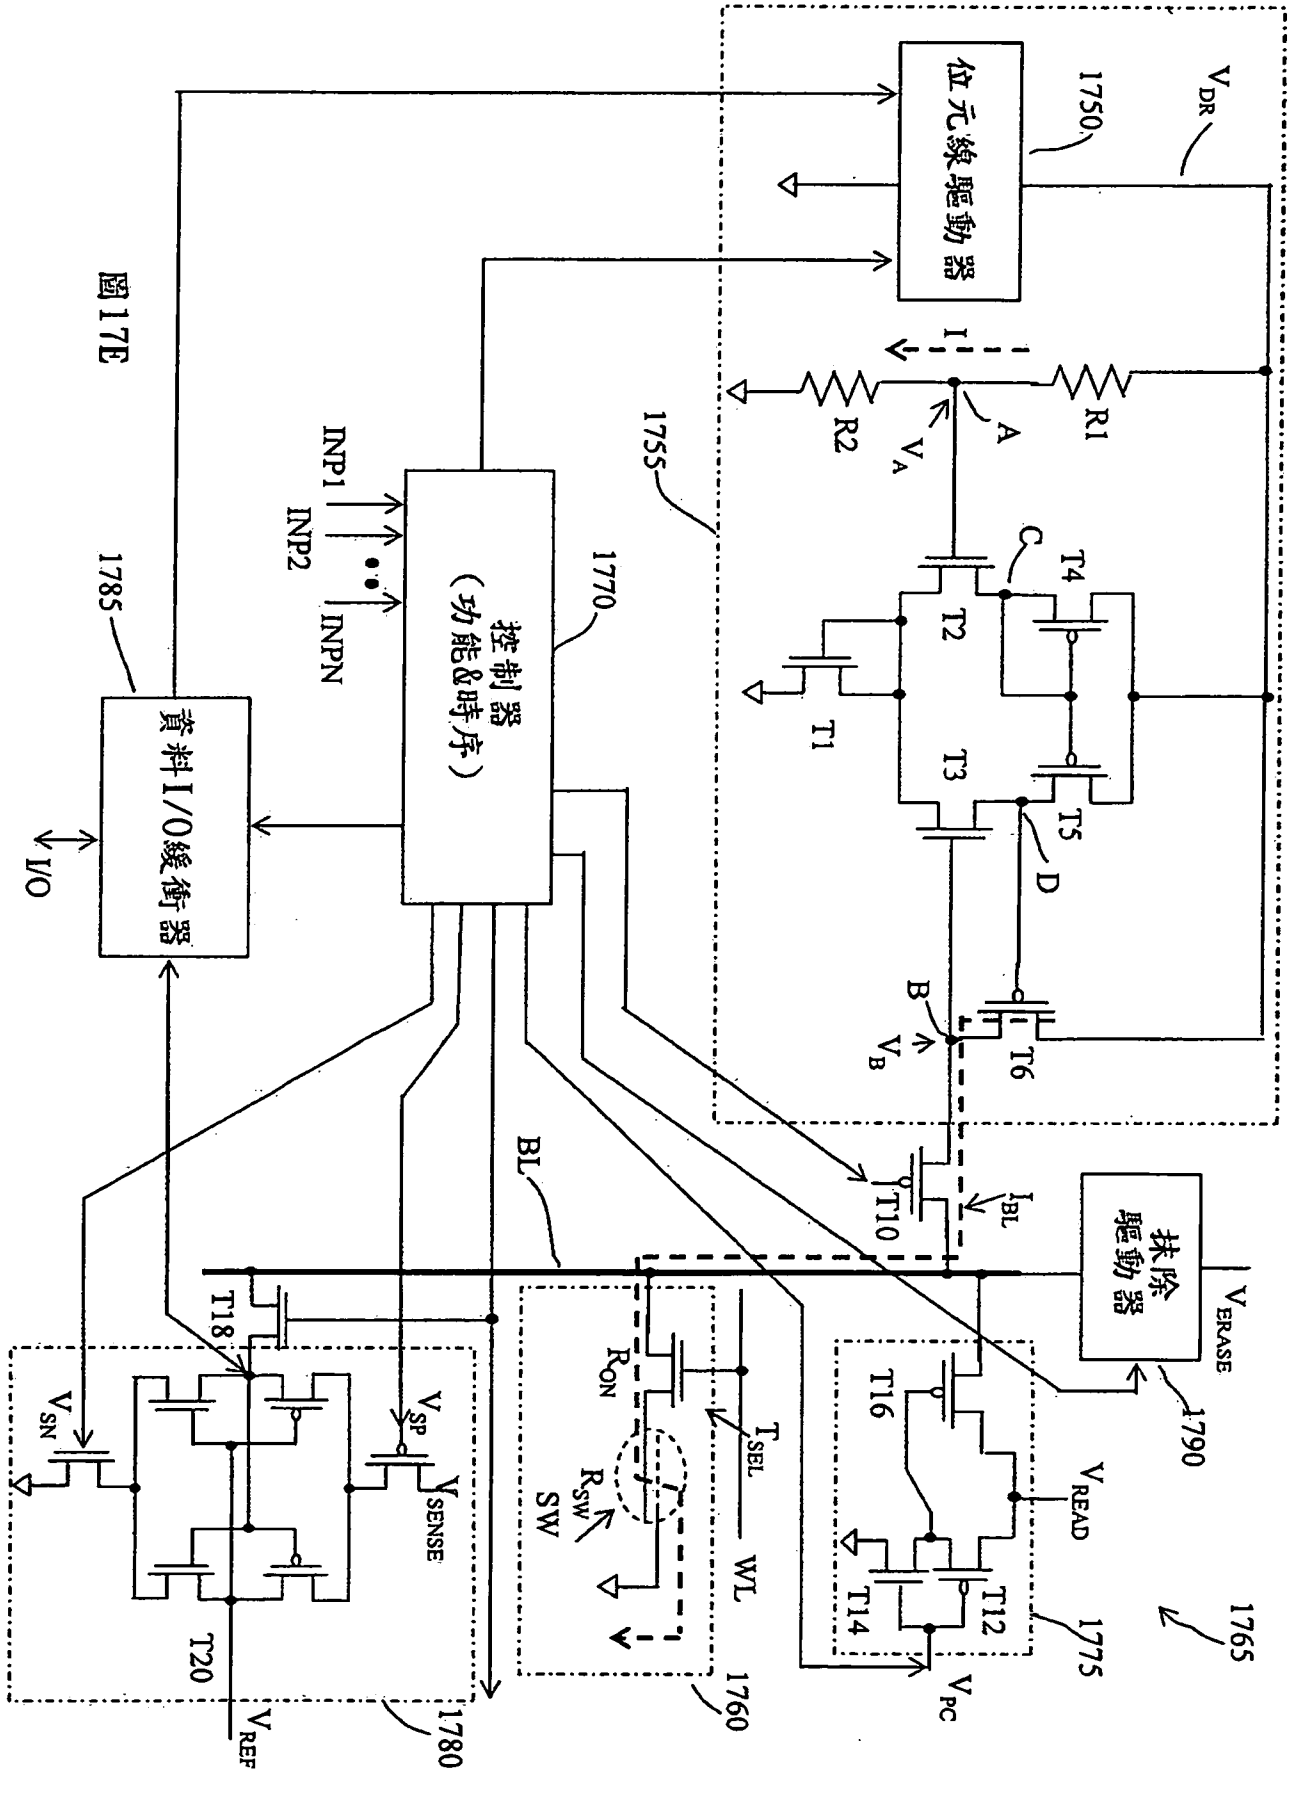 V_DR
1750
位元線驅動器
I
R1
A
V_A
R2
1755
T4
C
T2
T1
T3
T5
D
T6
B
V_B
I_BL
T10
抹除
驅動器
V_ERASE
1790
T16
V_READ
T12
T14
1775
1765
V_PC
BL
R_ON
T_SEL
R_SW
SW
WL
1760
1770
控制器
(功能&時序)
INP1
INP2
INPN
1785
資料I/O緩衝器
I/O
T18
V_SP
V_SN
V_SENSE
T20
V_REF
1780
圖17E